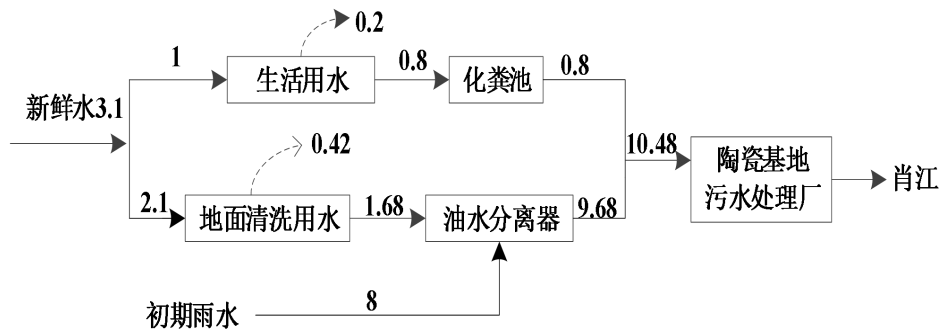 0.2
1
生活用水
0.8
化粪池
0.8
新鲜水3.1
0.42
10.48
陶瓷基地
污水处理厂
肖江
2.1
地面清洗用水
1.68
油水分离器
9.68
初期雨水
8